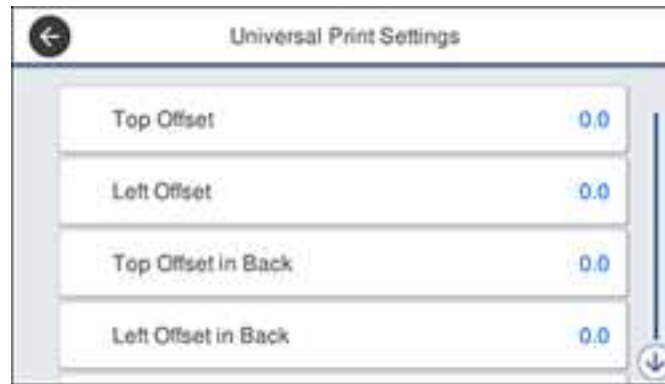 Universal Print Settings
Top Offset 0.0
Left Offset 0.0
Top Offset in Back 0.0
Left Offset in Back 0.0